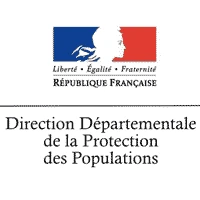 Liberté • Égalité • Fraternité
RÉPUBLIQUE FRANÇAISE
Direction Départementale
de la Protection
des Populations